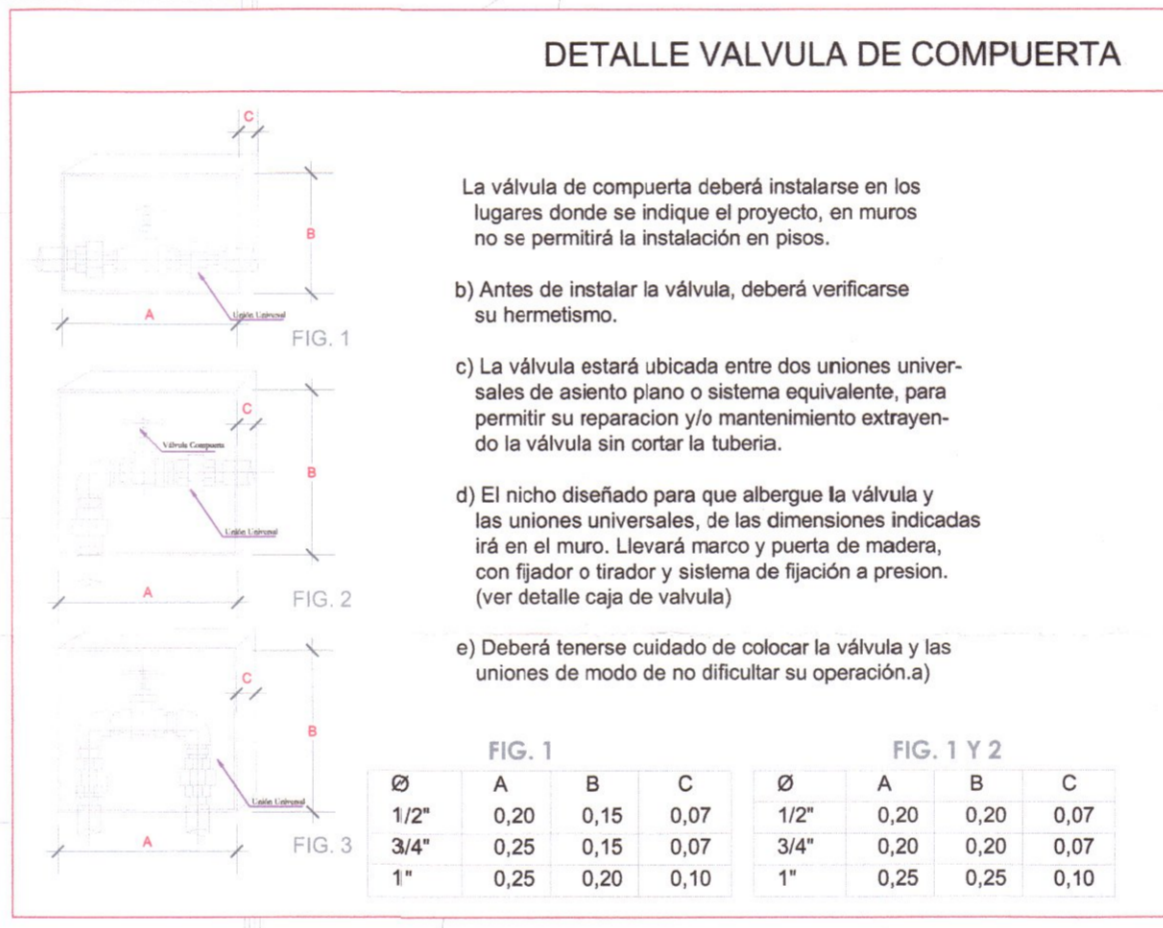 DETALLE VALVULA DE COMPUERTA
C
B
A
Unión Universal
FIG. 1
C
Válvula Compuerta
B
Unión Universal
A
FIG. 2
C
B
Unión Universal
A
FIG. 3
La válvula de compuerta deberá instalarse en los
lugares donde se indique el proyecto, en muros
no se permitirá la instalación en pisos.
b) Antes de instalar la válvula, deberá verificarse
su hermetismo.
c) La válvula estará ubicada entre dos uniones univer-
sales de asiento plano o sistema equivalente, para
permitir su reparacion y/o mantenimiento extrayen-
do la válvula sin cortar la tuberia.
d) El nicho diseñado para que albergue la válvula y
las uniones universales, de las dimensiones indicadas
irá en el muro. Llevará marco y puerta de madera,
con fijador o tirador y sistema de fijación a presion.
(ver detalle caja de valvula)
e) Deberá tenerse cuidado de colocar la válvula y las
uniones de modo de no dificultar su operación.a)
FIG. 1
Ø A B C
1/2" 0,20 0,15 0,07
3/4" 0,25 0,15 0,07
1" 0,25 0,20 0,10
FIG. 1 Y 2
Ø A B C
1/2" 0,20 0,20 0,07
3/4" 0,20 0,20 0,07
1" 0,25 0,25 0,10